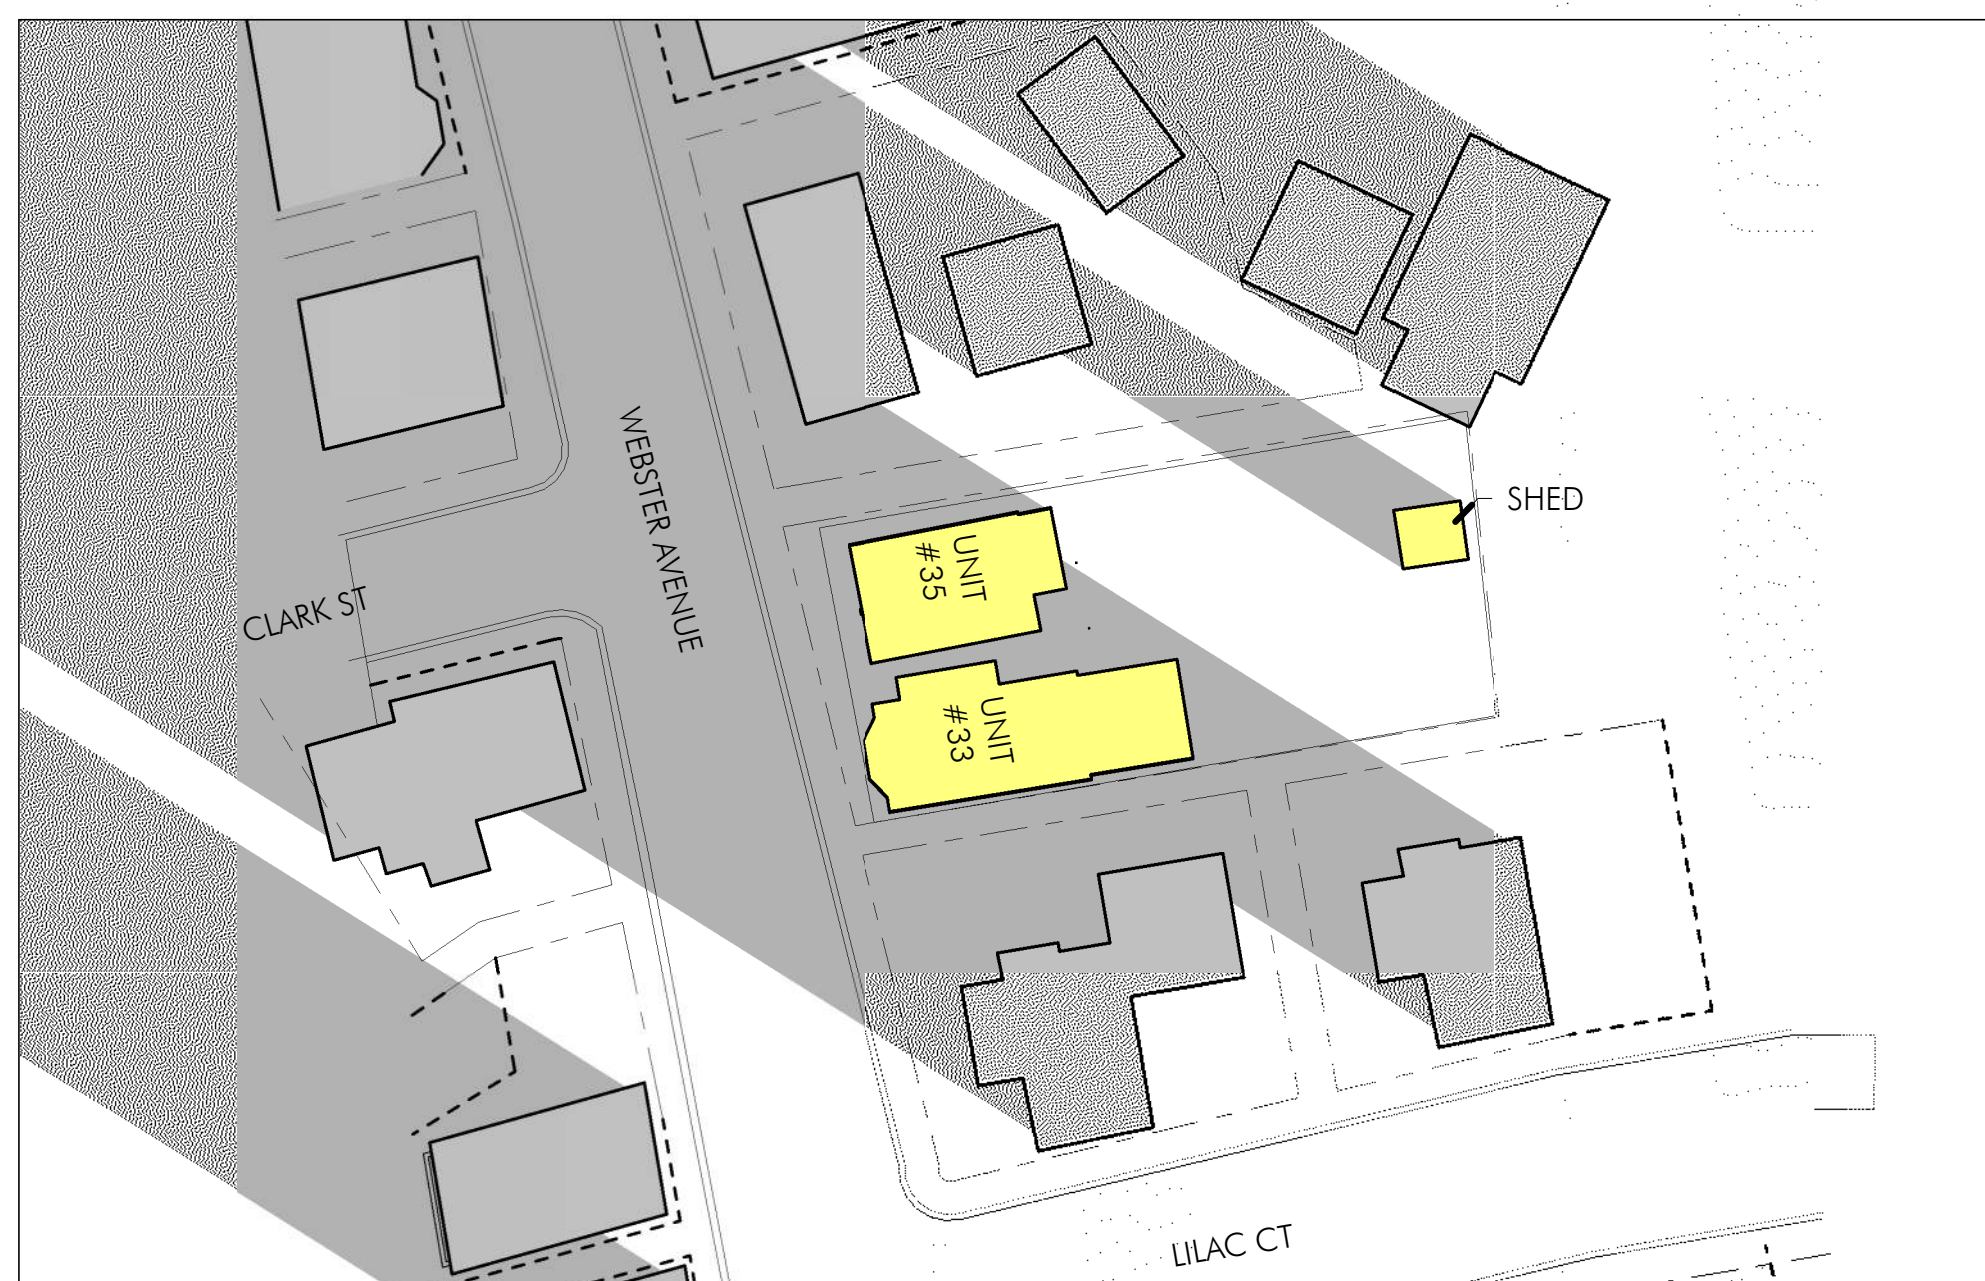 WEBSTER AVENUE
SHED
UNIT
#35
CLARK ST
UNIT
#33
LILAC CT